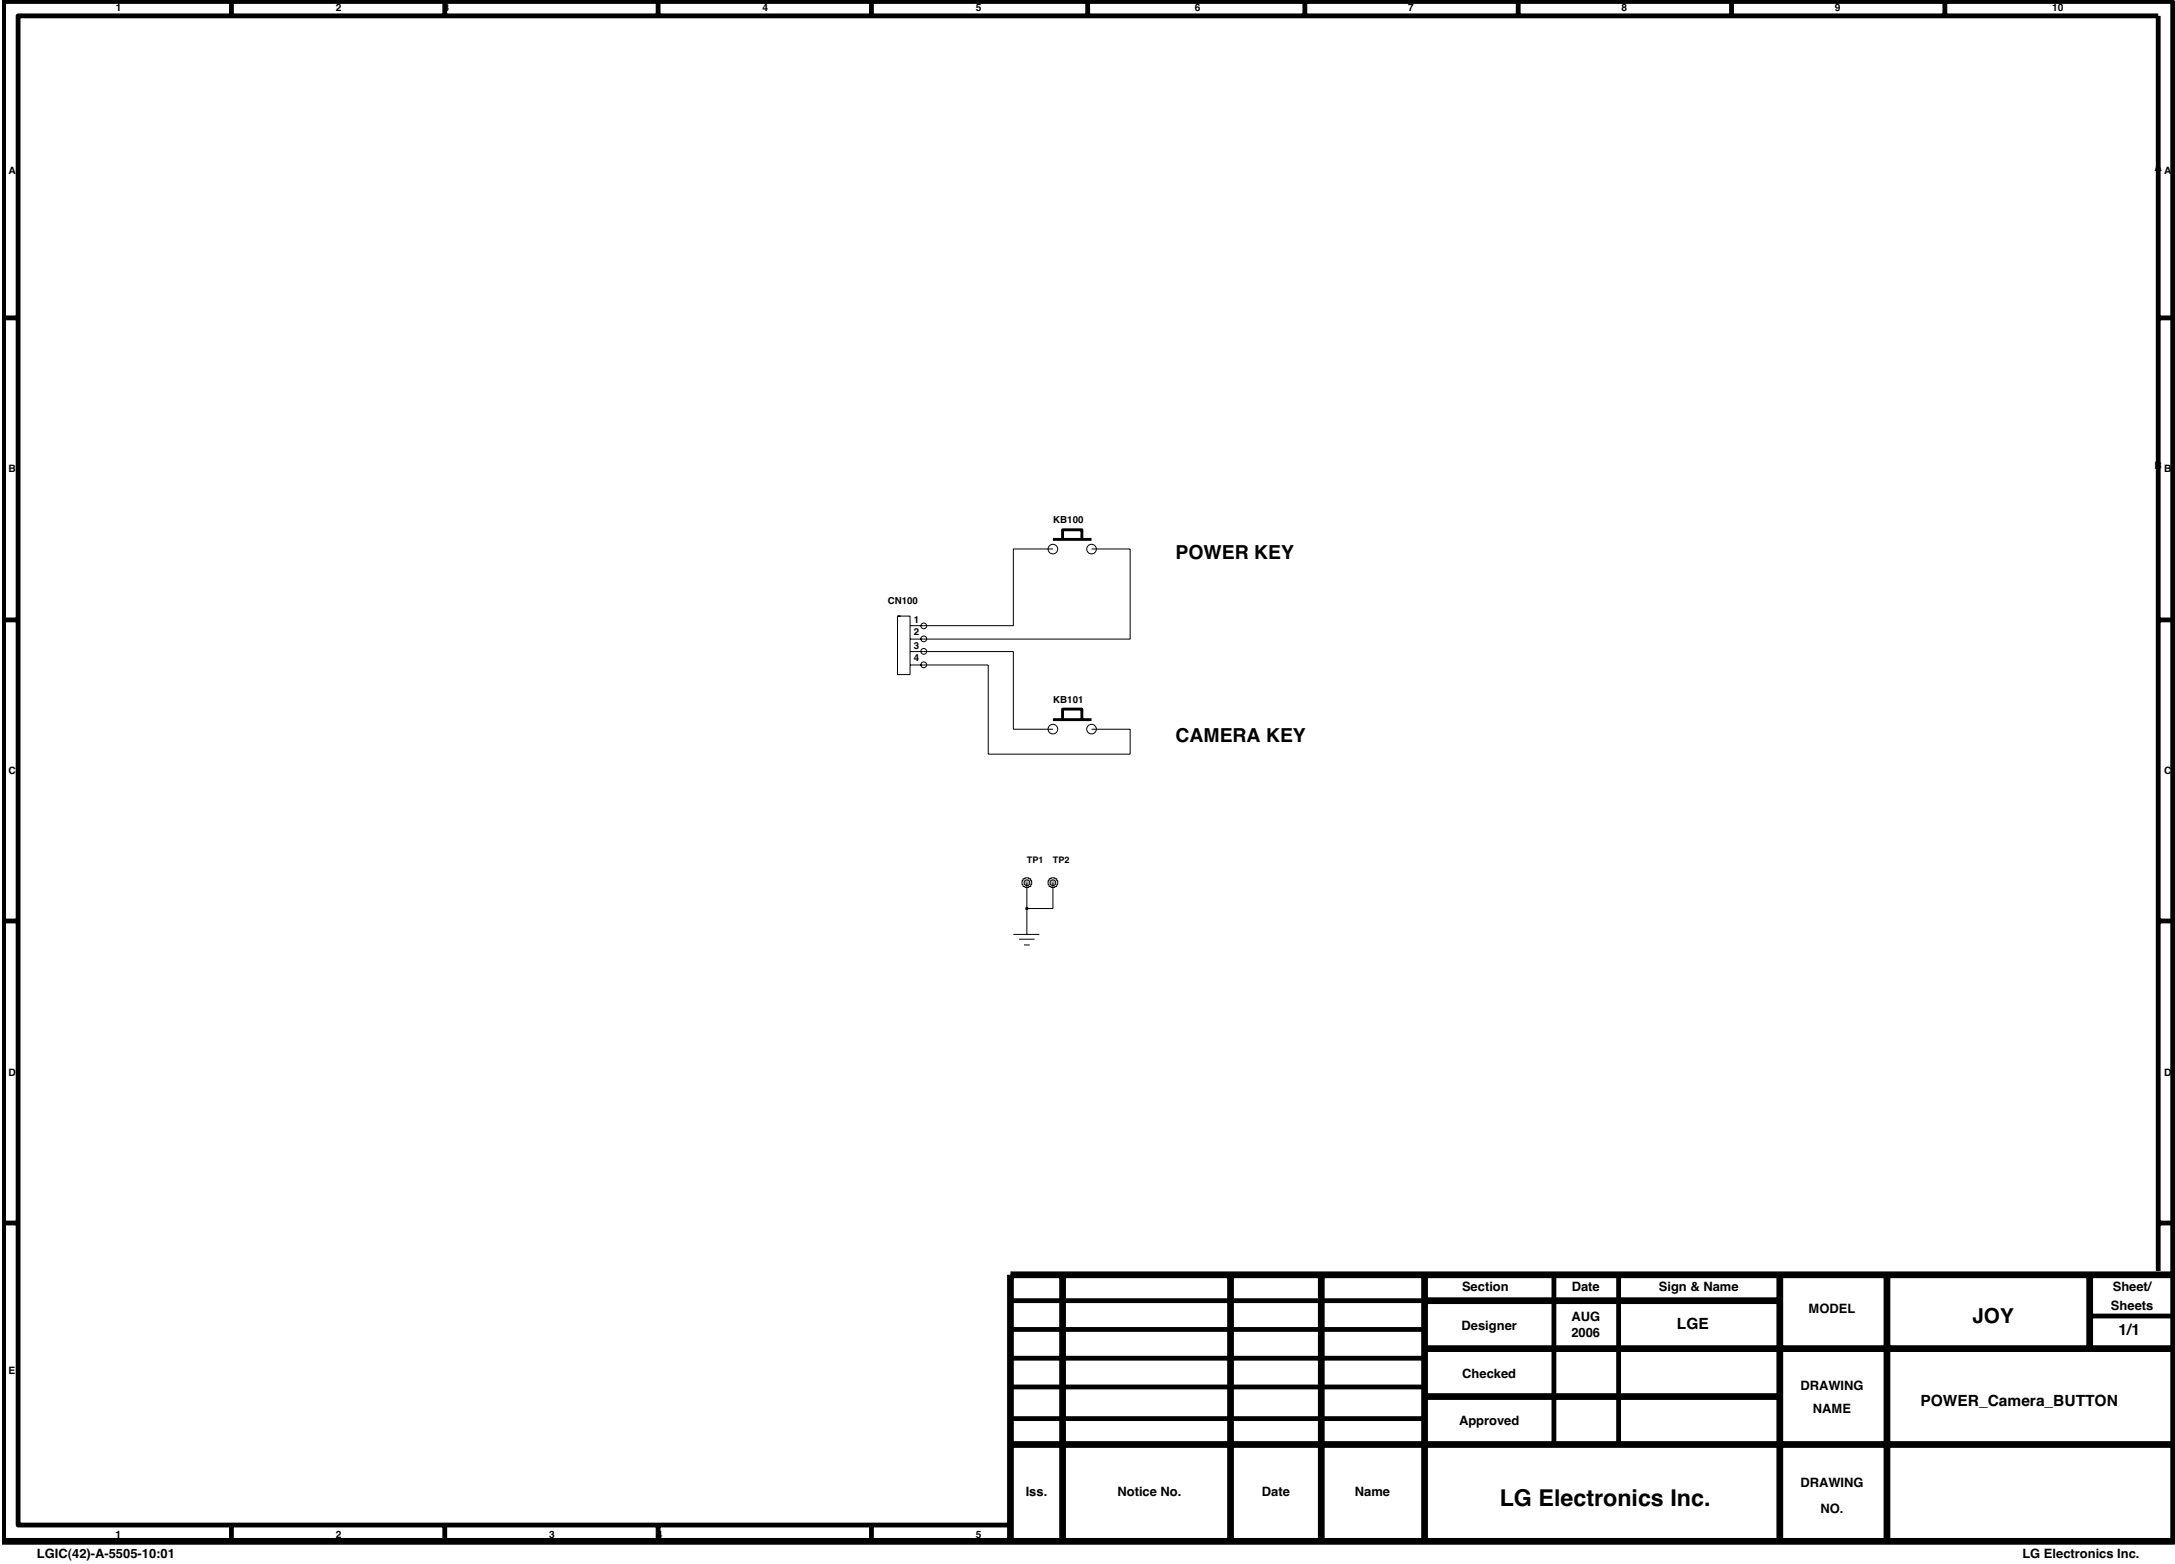 1 2 4 5 6 7 8 9 10
A A
B B
KB100
POWER KEY
CN100
1
2
3
4
KB101
CAMERA KEY
C C
TP1 TP2
D D
Section Date Sign & Name
MODEL
JOY
Sheet/
Sheets
1/1
Designer
AUG
2006
LGE
Checked
DRAWING
NAME
POWER_Camera_BUTTON
Approved
E
Iss. Notice No. Date Name
LG Electronics Inc.
DRAWING
NO.
1 2 3 5
LGIC(42)-A-5505-10:01 LG Electronics Inc.